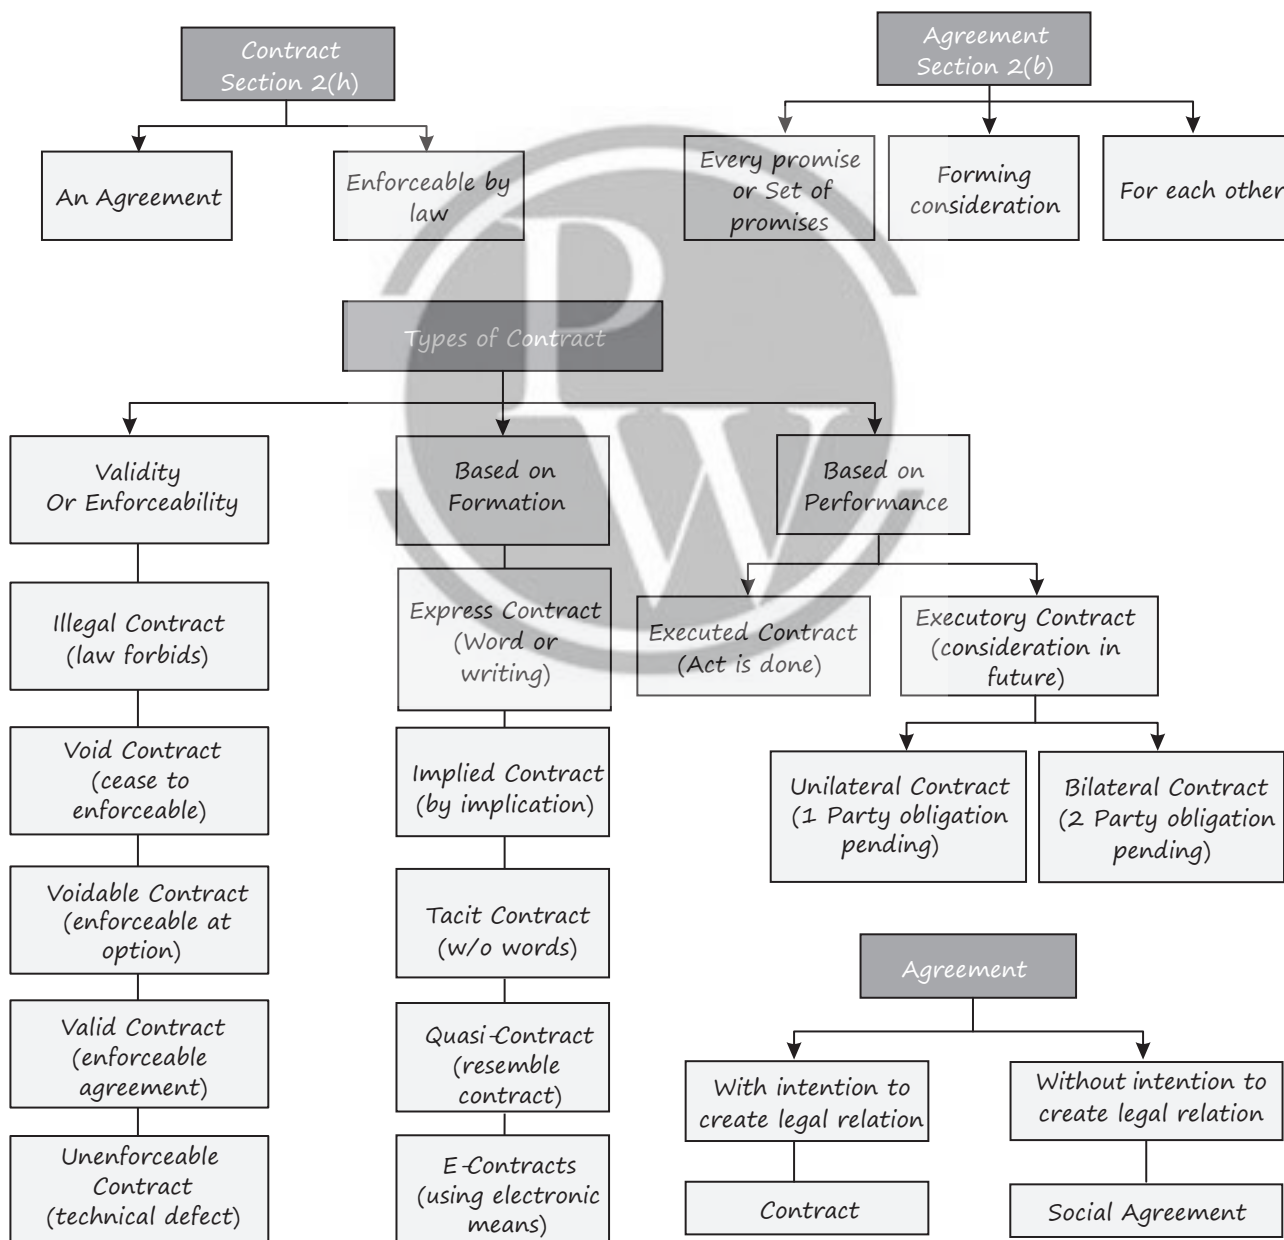 Contract
Section 2(h)
An Agreement
Enforceable by
law
Agreement
Section 2(b)
Every promise
or Set of
promises
Forming
consideration
For each other
PW
Types of Contract
Validity
Or Enforceability
Illegal Contract
(law forbids)
Void Contract
(cease to
enforceable)
Voidable Contract
(enforceable at
option)
Valid Contract
(enforceable
agreement)
Unenforceable
Contract
(technical defect)
Based on
Formation
Express Contract
(Word or
writing)
Implied Contract
(by implication)
Tacit Contract
(w/o words)
Quasi-Contract
(resemble
contract)
E-Contracts
(using electronic
means)
Based on
Performance
Executed Contract
(Act is done)
Executory Contract
(consideration in
future)
Unilateral Contract
(1 Party obligation
pending)
Bilateral Contract
(2 Party obligation
pending)
Agreement
With intention to
create legal relation
Contract
Without intention to
create legal relation
Social Agreement